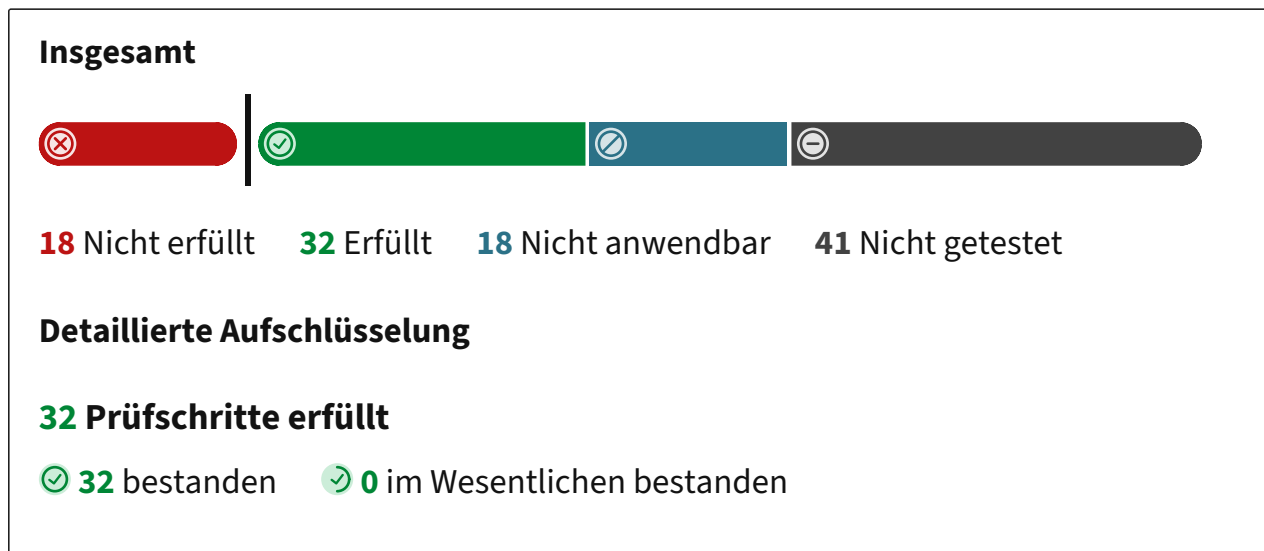 Insgesamt
18 Nicht erfüllt 32 Erfüllt 18 Nicht anwendbar 41 Nicht getestet
Detaillierte Aufschlüsselung
32 Prüfschritte erfüllt
32 bestanden 0 im Wesentlichen bestanden